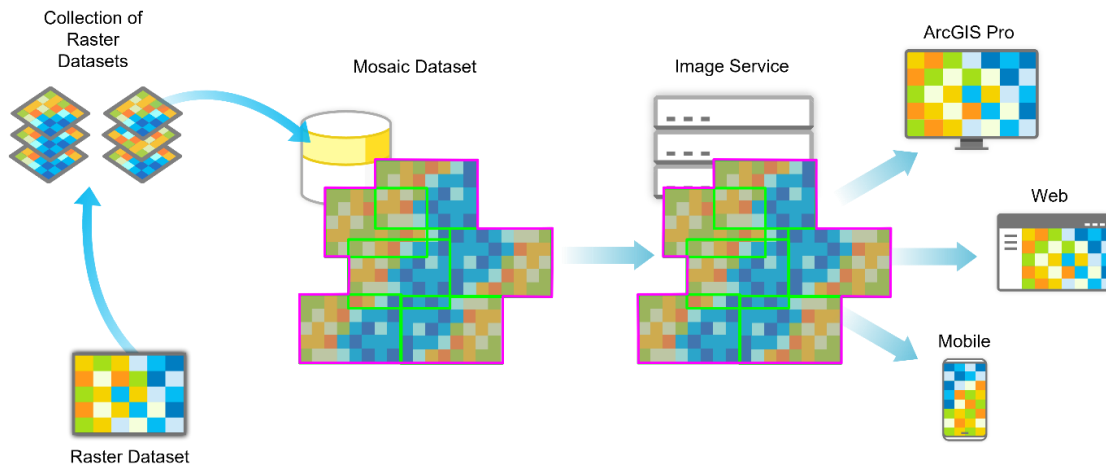 Collection of
Raster
Datasets
Mosaic Dataset
Image Service
ArcGIS Pro
Web
Mobile
Raster Dataset